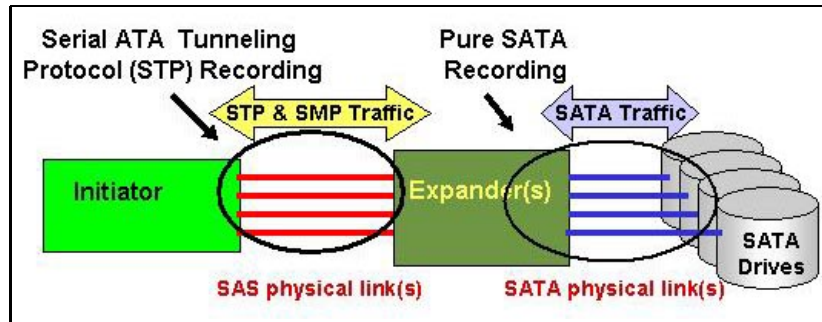 Serial ATA Tunneling
Protocol (STP) Recording
Pure SATA
Recording
STP & SMP Traffic
SATA Traffic
Initiator
Expander(s)
SATA
Drives
SAS physical link(s)
SATA physical link(s)